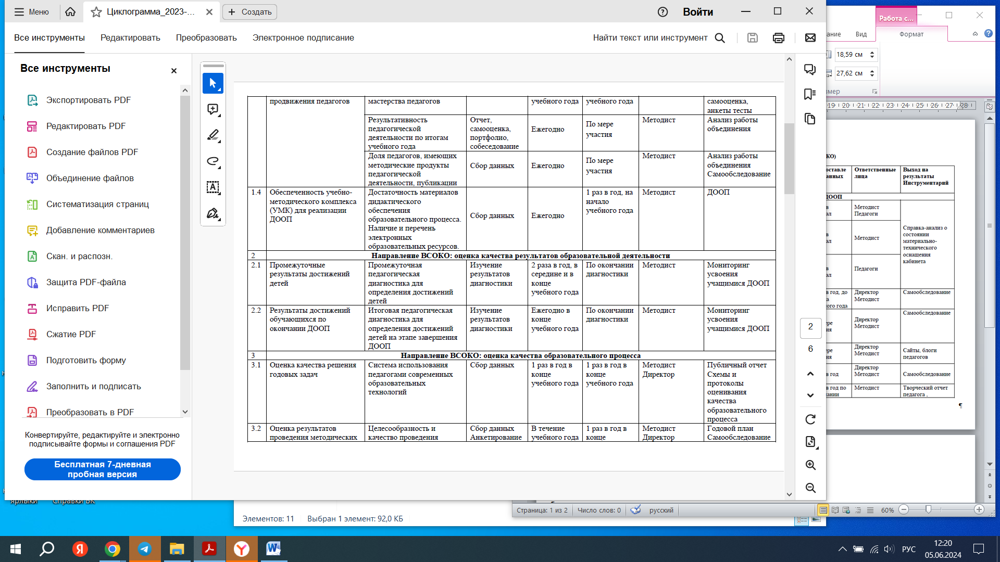 Меню
Циклограмма_2023-...
Создать
Войти
Все инструменты
Редактировать
Преобразовать
Электронное подписание
Найти текст или инструмент
Все инструменты
Экспортировать PDF
Редактировать PDF
Создание файлов PDF
Объединение файлов
Систематизация страниц
Добавление комментариев
Скан. и распозн.
Защита PDF-файла
Исправить PDF
Сжатие PDF
Подготовить форму
Заполнить и подписать
Преобразовать в PDF
Конвертируйте, редактируйте и электронно
подписывайте формы и соглашения PDF
Бесплатная 7-дневная
пробная версия
продвижения педагогов
мастерства педагогов
учебного года
учебного года
самооценка,
анкеты тесты
Результативность
педагогической
деятельности по итогам
учебного года
Отчет,
самооценка,
портфолио,
собеседование
Ежегодно
По мере
участия
Методист
Анализ работы
объединения
Доля педагогов, имеющих
методические продукты
педагогической
деятельности, публикации
Сбор данных
Ежегодно
По мере
участия
Методист
Анализ работы
объединения
Самообследование
1.4
Обеспеченность учебно-
методического комплекса
(УМК) для реализации
ДООП
Достаточность материалов
дидактического
обеспечения
образовательного процесса.
Наличие и перечень
электронных
образовательных ресурсов.
Сбор данных
Ежегодно
1 раз в год, на
начало
учебного года
Методист
ДООП
2
Направление ВСОКО: оценка качества результатов образовательной деятельности
2.1
Промежуточные
результаты достижений
детей
Промежуточная
педагогическая
диагностика для
определения достижений
детей
Изучение
результатов
диагностики
2 раза в год, в
середине и в
конце
учебного года
По окончании
диагностики
Методист
Мониторинг
усвоения
учащимися ДООП
2.2
Результаты достижений
обучающихся по
окончании ДООП
Итоговая педагогическая
диагностика для
определения достижений
детей на этапе завершения
ДООП
Изучение
результатов
диагностики
Ежегодно в
конце
учебного года
По окончании
диагностики
Методист
Мониторинг
усвоения
учащимися ДООП
3
Направление ВСОКО: оценка качества образовательного процесса
3.1
Оценка качества решения
годовых задач
Система использования
педагогами современных
образовательных
технологий
Сбор данных
1 раз в год в
конце
учебного года
1 раз в год в
конце
учебного года
Методист
Директор
Публичный отчет
Схемы и
протоколы
оценивания
качества
образовательного
процесса
3.2
Оценка результатов
проведения методических
Целесообразность и
качество проведения
Сбор данных
Анкетирование
В течение
учебного года
1 раз в год в
конце
Методист
Директор
Годовой план
Самообследование
2
6
Работа с...
ание
Вид
Формат
18,59 см
27,62 см
змер
19 20 21 22 23 24 25 26 27 28
КО)
оставле
анных
Ответственные
лица
Выход на
результаты
Инструментарий
ДООП
в
ал
Методист
Педагоги
Справка-анализ о
состоянии
материально-
технического
оснащения
кабинета
в
ал
Методист
в
ал
Педагоги
в год, до
а
ного года
Директор
Методист
Самообследование
ере
ия
Директор
Методист
Самообследование
ере
ия
Директор
Методист
Сайты, блоги
педагогов
в год
Директор
Методист
Самообследование
в год по
ании
Методист
Творческий отчет
педагога ,
¶
ярлыки
Справки ВК
Элементов: 11
Выбран 1 элемент: 92,0 КБ
Страница: 1 из 2
Число слов: 0
русский
60%
РУС
12:20
05.06.2024